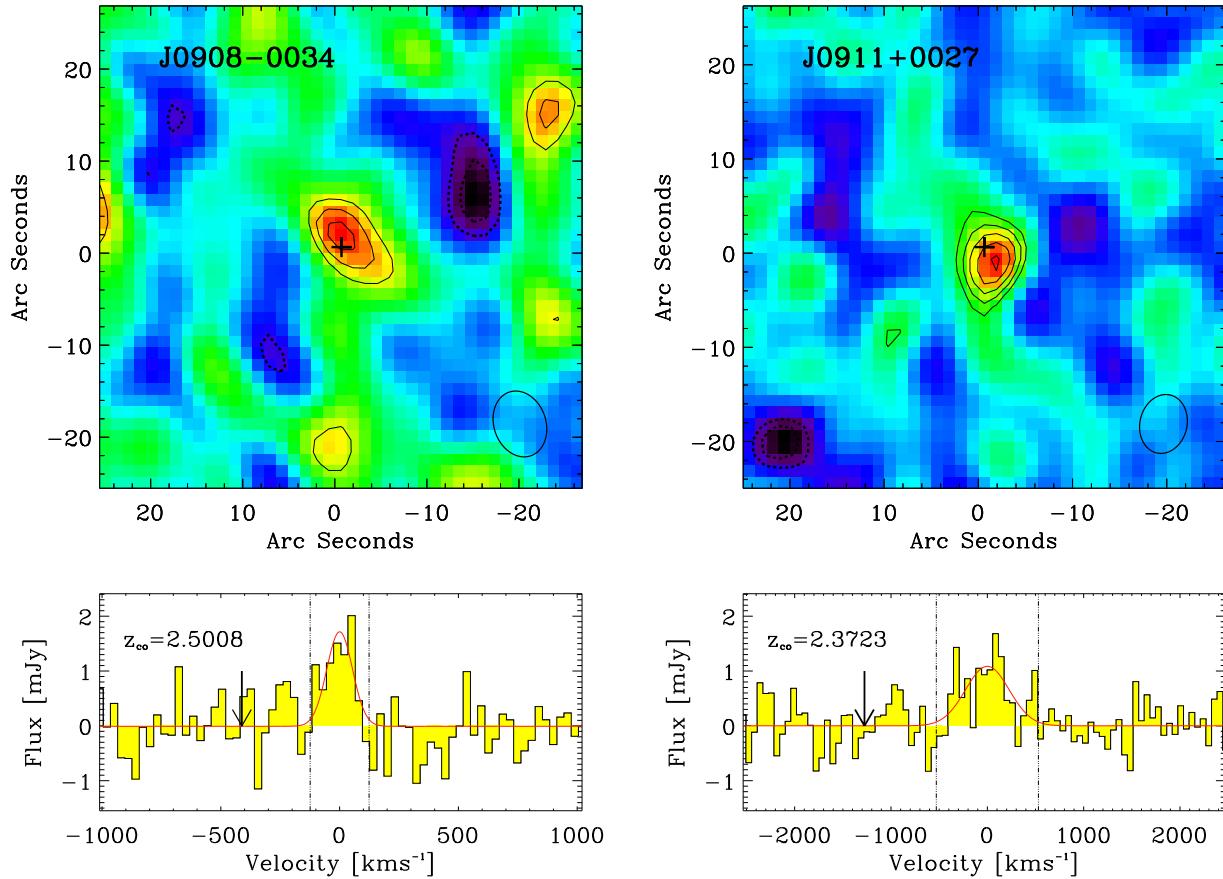 J0908−0034
20
10
0
−10
−20
Arc Seconds
20 10 0 −10 −20
Arc Seconds
J0911+0027
20
10
0
−10
−20
Arc Seconds
20 10 0 −10 −20
Arc Seconds
z_co=2.5008
2
1
0
−1
Flux [mJy]
−1000 −500 0 500 1000
Velocity [kms⁻¹]
z_co=2.3723
2
1
0
−1
Flux [mJy]
−2000 −1000 0 1000 2000
Velocity [kms⁻¹]